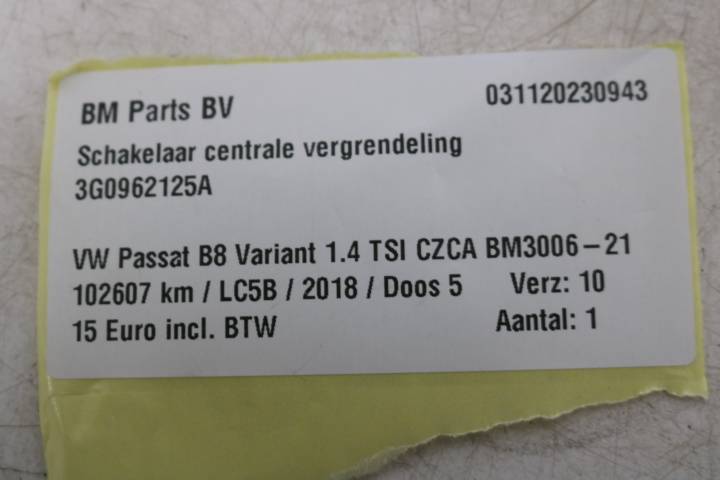 BM Parts BV 031120230943
Schakelaar centrale vergrendeling
3G0962125A
VW Passat B8 Variant 1.4 TSI CZCA BM3006-21
102607 km / LC5B / 2018 / Doos 5 Verz: 10
15 Euro incl. BTW Aantal: 1